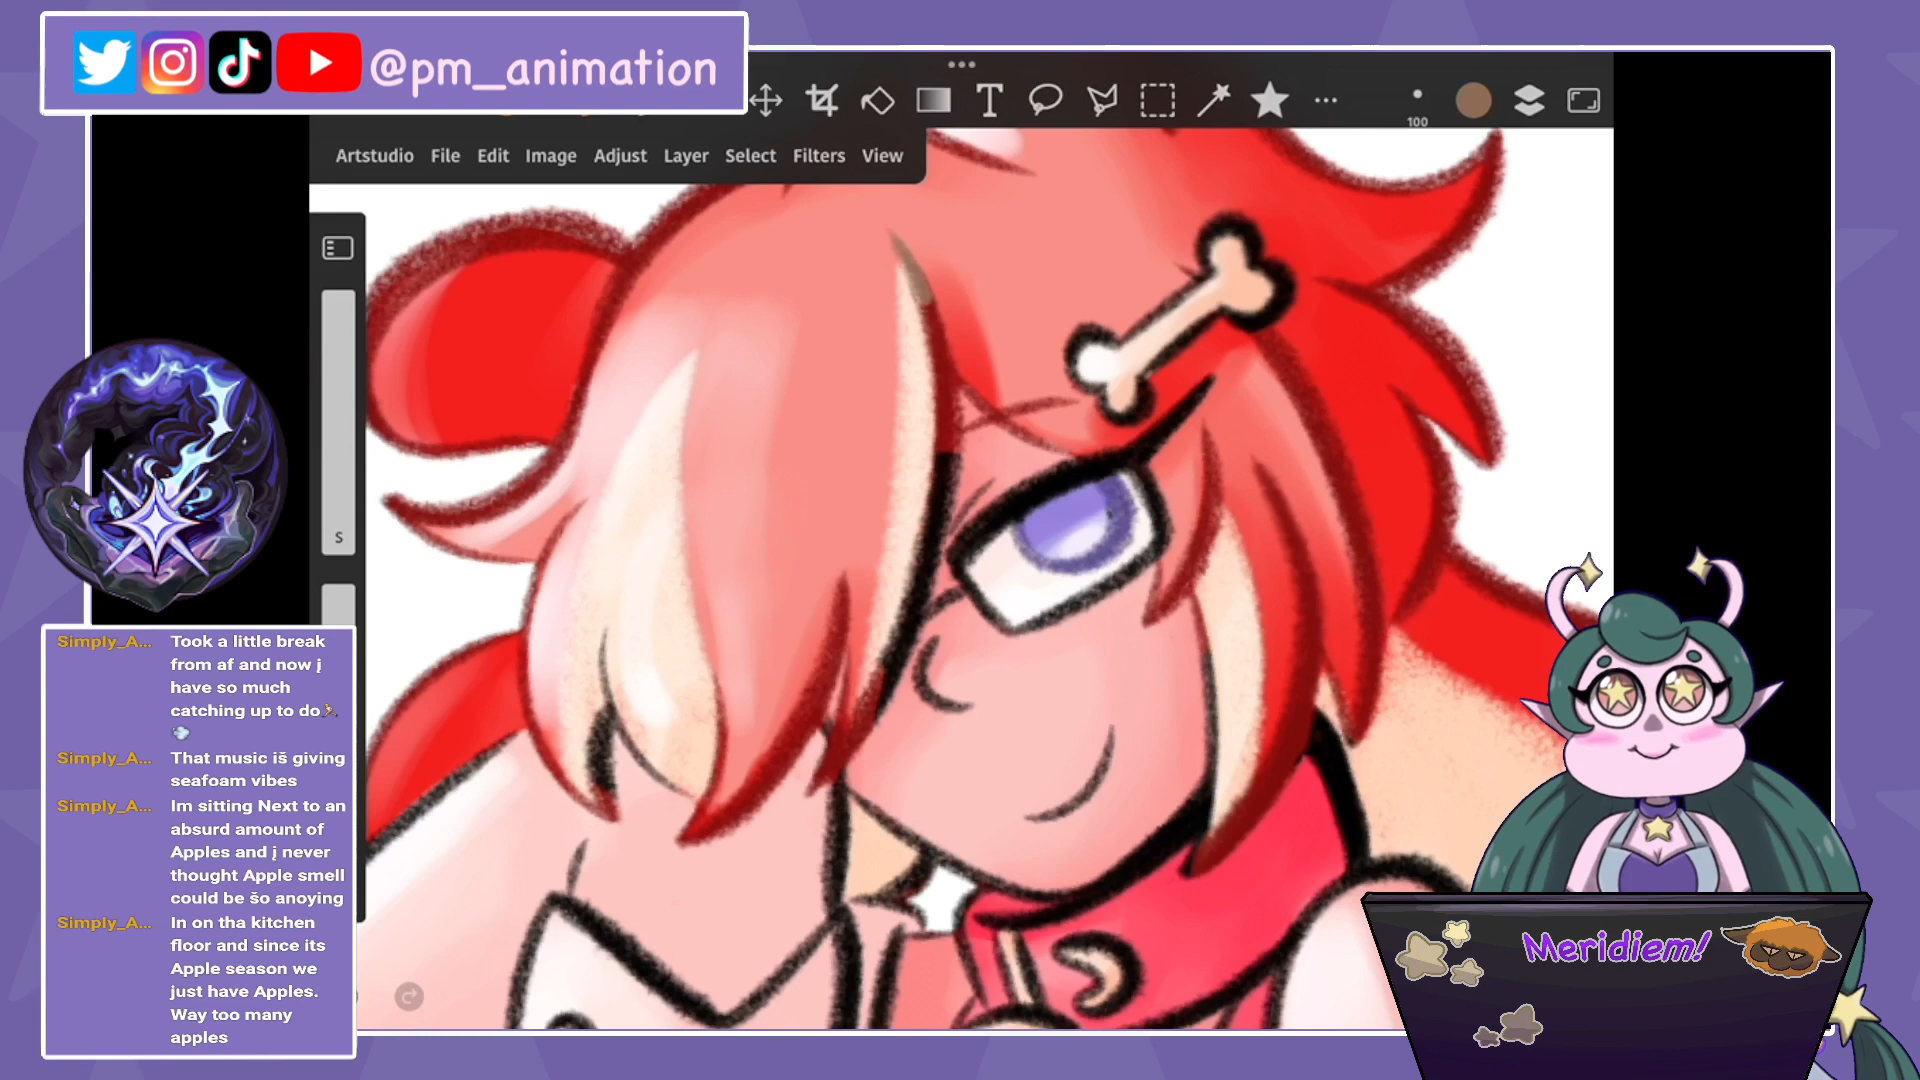 @pm_animation
100
Artstudio File Edit Image Adjust Layer Select Filters View
S
Simply_A... Took a little break
from af and now į
have so much
catching up to do
Simply_A... That music iš giving
seafoam vibes
Simply_A... Im sitting Next to an
absurd amount of
Apples and į never
thought Apple smell
could be šo anoying
Simply_A... In on tha kitchen
floor and since its
Apple season we
just have Apples.
Way too many
apples
Meridiem!